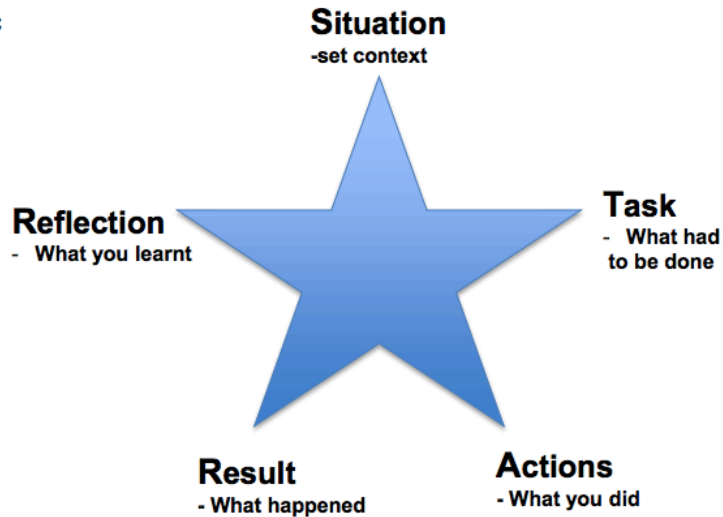 Situation
-set context
Task
- What had
to be done
Actions
- What you did
Result
- What happened
Reflection
- What you learnt